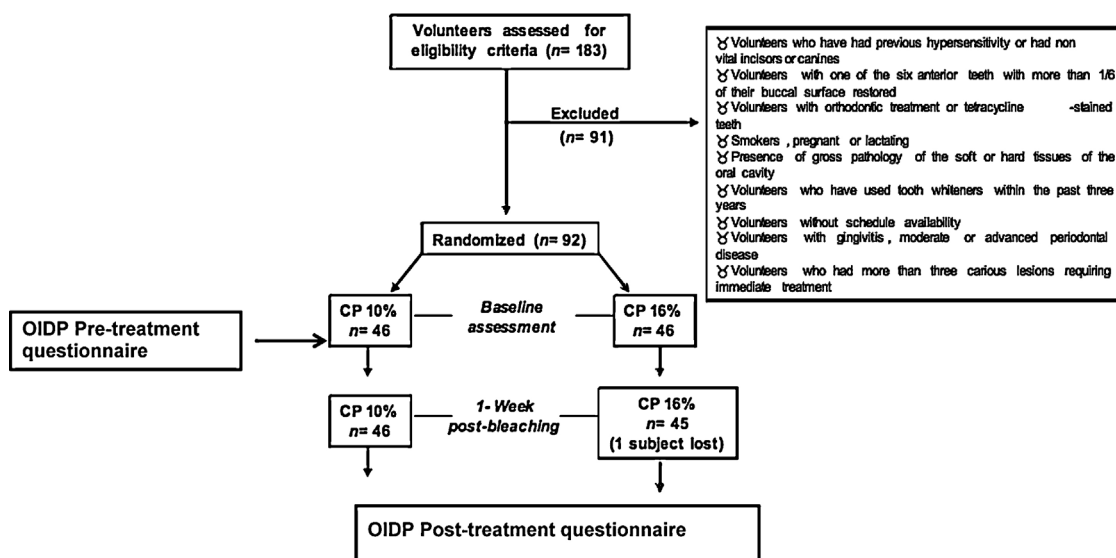 Volunteers assessed for
eligibility criteria (n= 183)
Excluded
(n= 91)
♉Volunteers who have had previous hypersensitivity or had non
vital incisors or canines
♉Volunteers with one of the six anterior teeth with more than 1/6
of their buccal surface restored
♉Volunteers with orthodontic treatment or tetracycline -stained
teeth
♉Smokers , pregnant or lactating
♉Presence of gross pathology of the soft or hard tissues of the
oral cavity
♉Volunteers who have used tooth whiteners within the past three
years
♉Volunteers without schedule availability
♉Volunteers with gingivitis , moderate or advanced periodontal
disease
♉Volunteers who had more than three carious lesions requiring
immediate treatment
Randomized (n= 92)
CP 10%
n= 46
Baseline
assessment
CP 16%
n= 46
OIDP Pre-treatment
questionnaire
CP 10%
n= 46
1- Week
post-bleaching
CP 16%
n= 45
(1 subject lost)
OIDP Post-treatment questionnaire